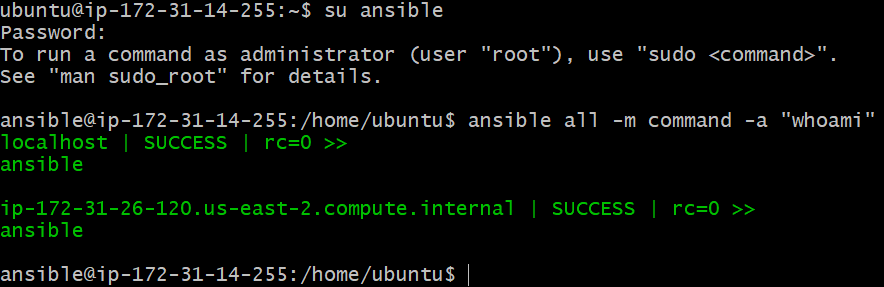 ubuntu@ip-172-31-14-255:~$ su ansible
Password:
To run a command as administrator (user "root"), use "sudo <command>".
See "man sudo_root" for details.
ansible@ip-172-31-14-255:/home/ubuntu$ ansible all -m command -a "whoami"
localhost | SUCCESS | rc=0 >>
ansible
ip-172-31-26-120.us-east-2.compute.internal | SUCCESS | rc=0 >>
ansible
ansible@ip-172-31-14-255:/home/ubuntu$